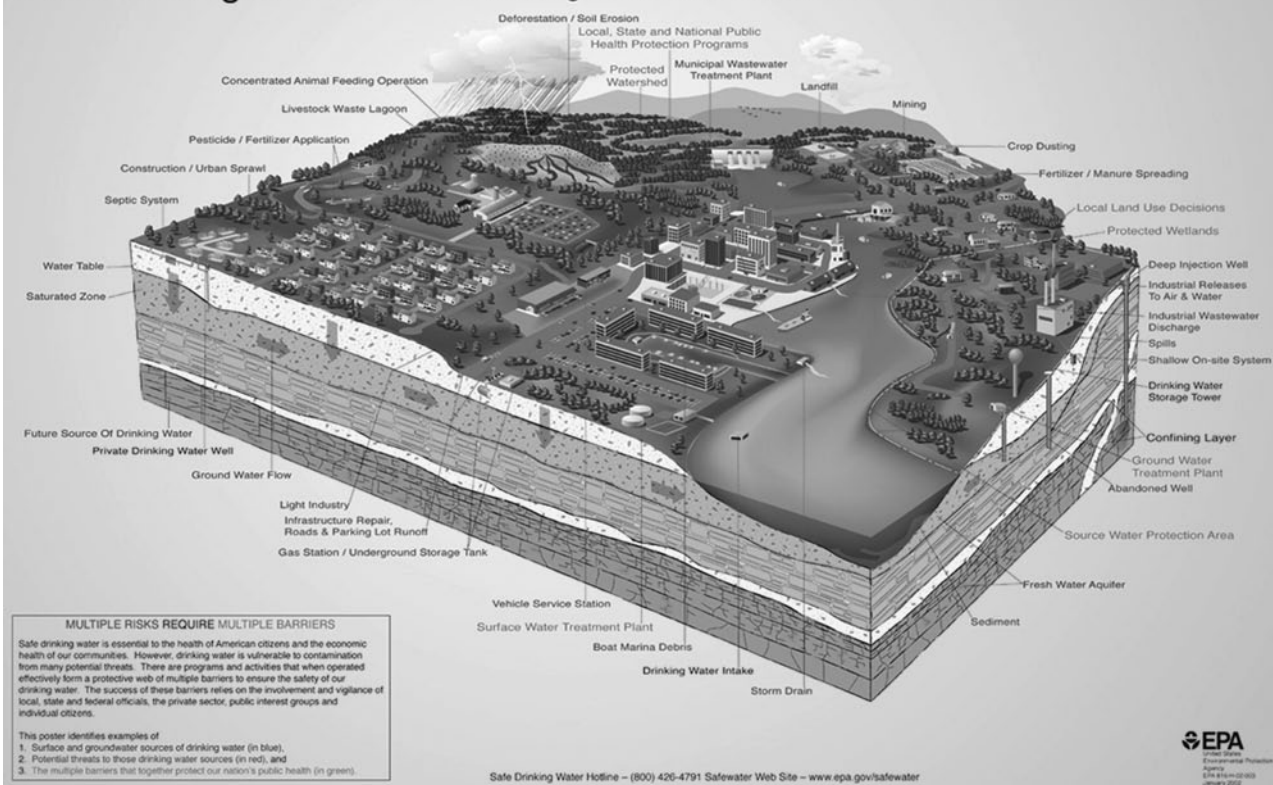 Deforestation / Soil Erosion
Local, State and National Public
Health Protection Programs
Protected
Watershed
Municipal Wastewater
Treatment Plant
Landfill
Mining
Crop Dusting
Fertilizer / Manure Spreading
Local Land Use Decisions
Protected Wetlands
Deep Injection Well
Industrial Releases
To Air & Water
Industrial Wastewater
Discharge
Spills
Shallow On-site System
Drinking Water
Storage Tower
Confining Layer
Ground Water
Treatment Plant
Abandoned Well
Source Water Protection Area
Fresh Water Aquifer
Sediment
Concentrated Animal Feeding Operation
Livestock Waste Lagoon
Pesticide / Fertilizer Application
Construction / Urban Sprawl
Septic System
Water Table
Saturated Zone
Future Source Of Drinking Water
Private Drinking Water Well
Ground Water Flow
Light Industry
Infrastructure Repair,
Roads & Parking Lot Runoff
Gas Station / Underground Storage Tank
Vehicle Service Station
Surface Water Treatment Plant
Boat Marina Debris
Drinking Water Intake
Storm Drain
MULTIPLE RISKS REQUIRE MULTIPLE BARRIERS
Safe drinking water is essential to the health of American citizens and the economic
health of our communities. However, drinking water is vulnerable to contamination
from many potential threats. There are programs and activities that when operated
effectively form a protective web of multiple barriers to ensure the safety of our
drinking water. The success of these barriers relies on the involvement and vigilance of
local, state and federal officials, the private sector, public interest groups and
individual citizens.
This poster identifies examples of
1. Surface and groundwater sources of drinking water (in blue),
2. Potential threats to those drinking water sources (in red), and
3. The multiple barriers that together protect our nation's public health (in green).
Safe Drinking Water Hotline – (800) 426-4791 Safewater Web Site – www.epa.gov/safewater
EPA
United States
Environmental Protection
Agency
January 2002